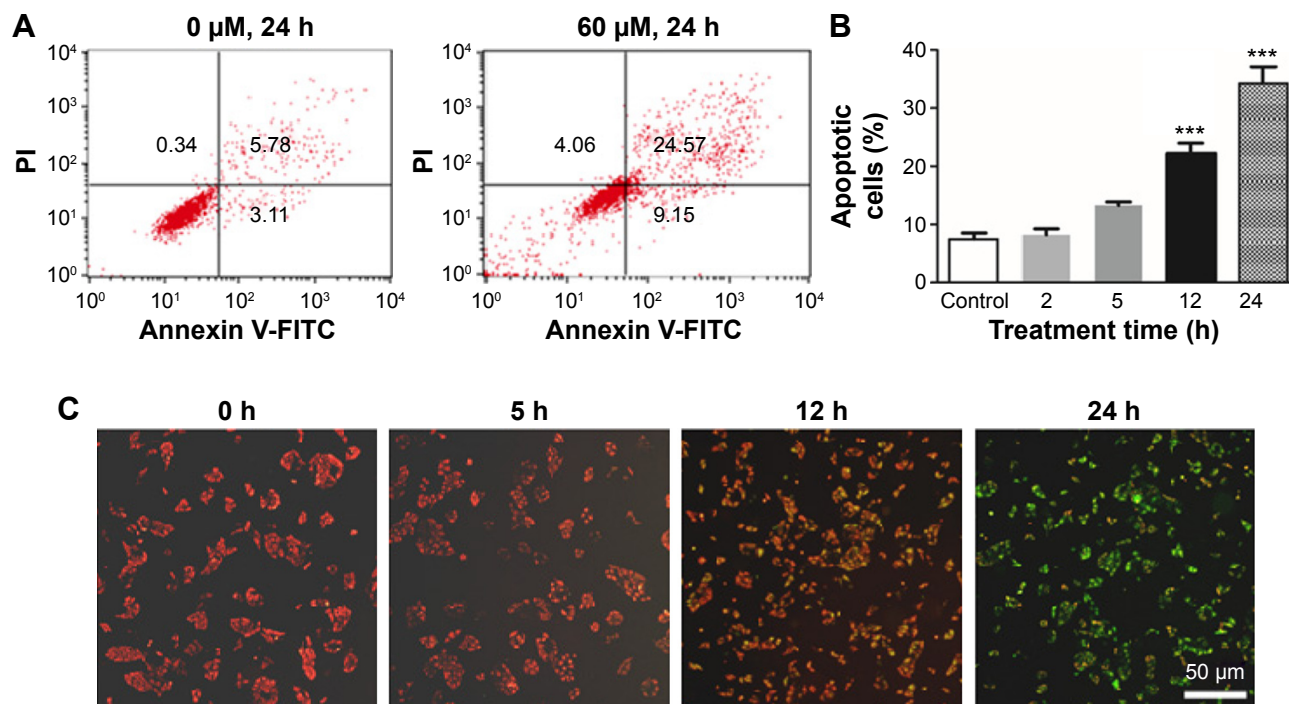 A
0 µM, 24 h
60 µM, 24 h
PI
10⁴
10³
10²
10¹
10⁰
0.34
5.78
3.11
10⁰ 10¹ 10² 10³ 10⁴
Annexin V-FITC
PI
10⁴
10³
10²
10¹
10⁰
4.06
24.57
9.15
10⁰ 10¹ 10² 10³ 10⁴
Annexin V-FITC
B
Apoptotic
cells (%)
40
30
20
10
0
***
***
Control 2 5 12 24
Treatment time (h)
C
0 h
5 h
12 h
24 h
50 µm